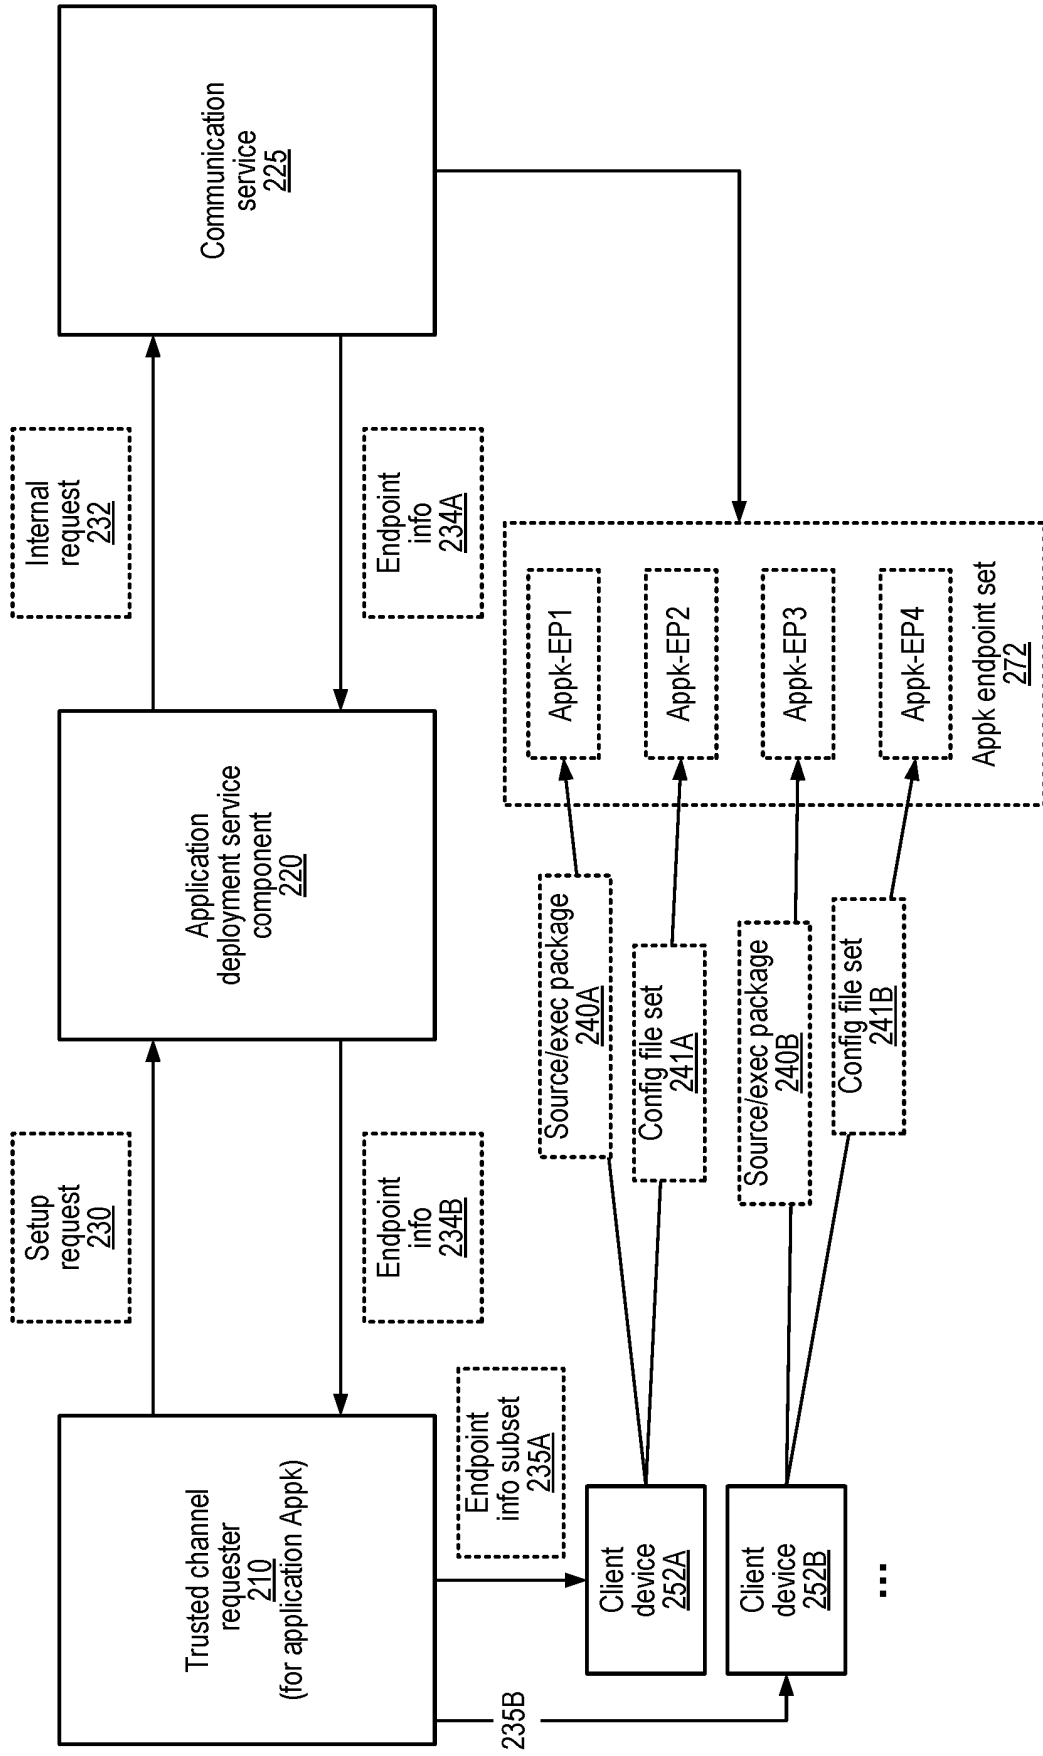 Trusted channel
requester
210
(for application Appk)
Setup
request
230
Endpoint
info
234B
Application
deployment service
component
220
Internal
request
232
Endpoint
info
234A
Communication
service
225
235B
Endpoint
info subset
235A
Client
device
252A
Client
device
252B
...
Source/exec package
240A
Config file set
241A
Source/exec package
240B
Config file set
241B
Appk-EP1
Appk-EP2
Appk-EP3
Appk-EP4
Appk endpoint set
272